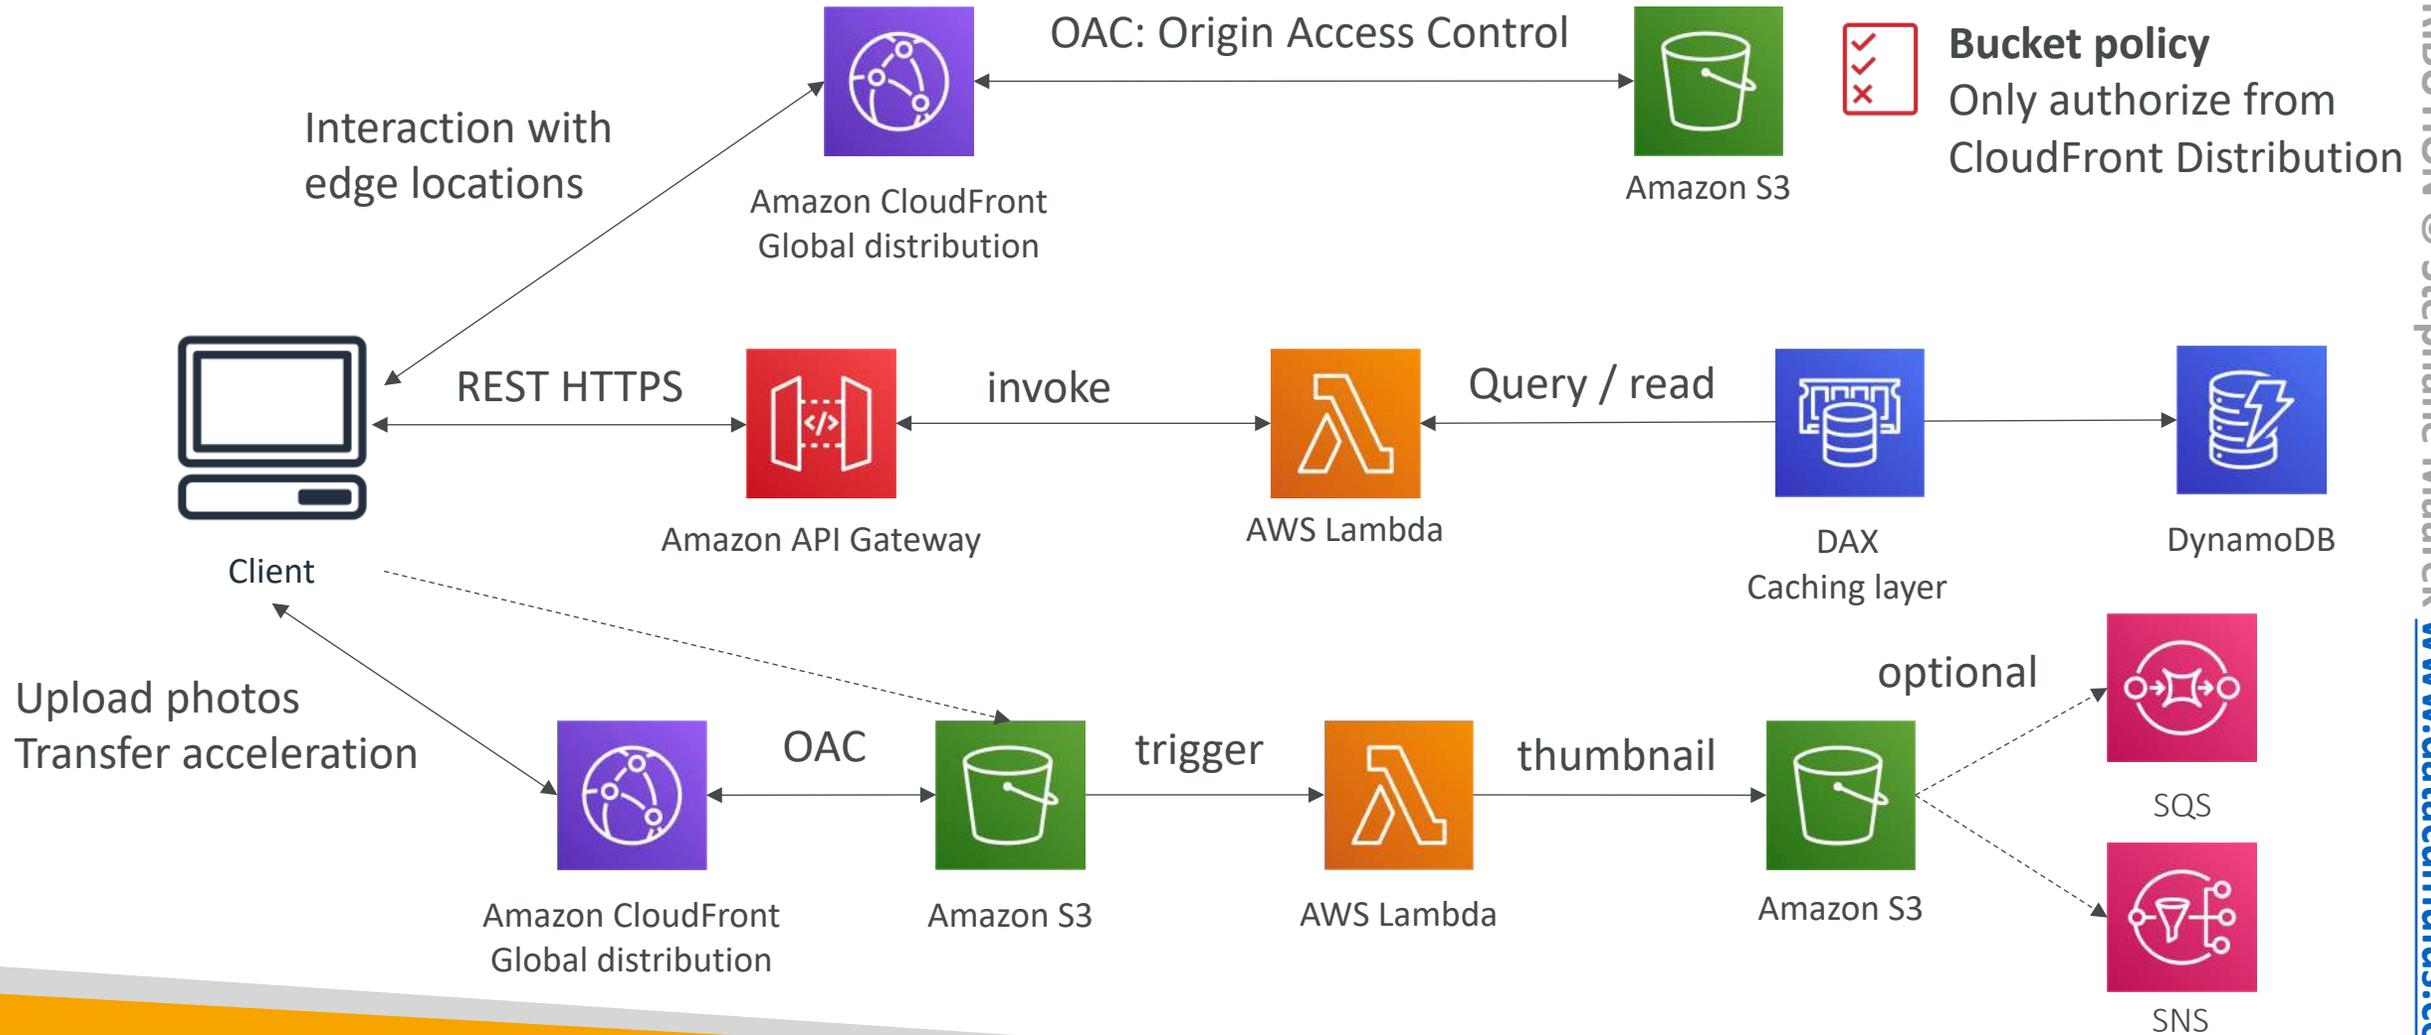 OAC: Origin Access Control
Bucket policy
Only authorize from
CloudFront Distribution
Interaction with
edge locations
Amazon CloudFront
Global distribution
Amazon S3
REST HTTPS
invoke
Query / read
</>
Amazon API Gateway
AWS Lambda
DAX
Caching layer
DynamoDB
Client
Upload photos
Transfer acceleration
OAC
trigger
thumbnail
optional
SQS
Amazon CloudFront
Global distribution
Amazon S3
AWS Lambda
Amazon S3
SNS
© Stephane Maarek